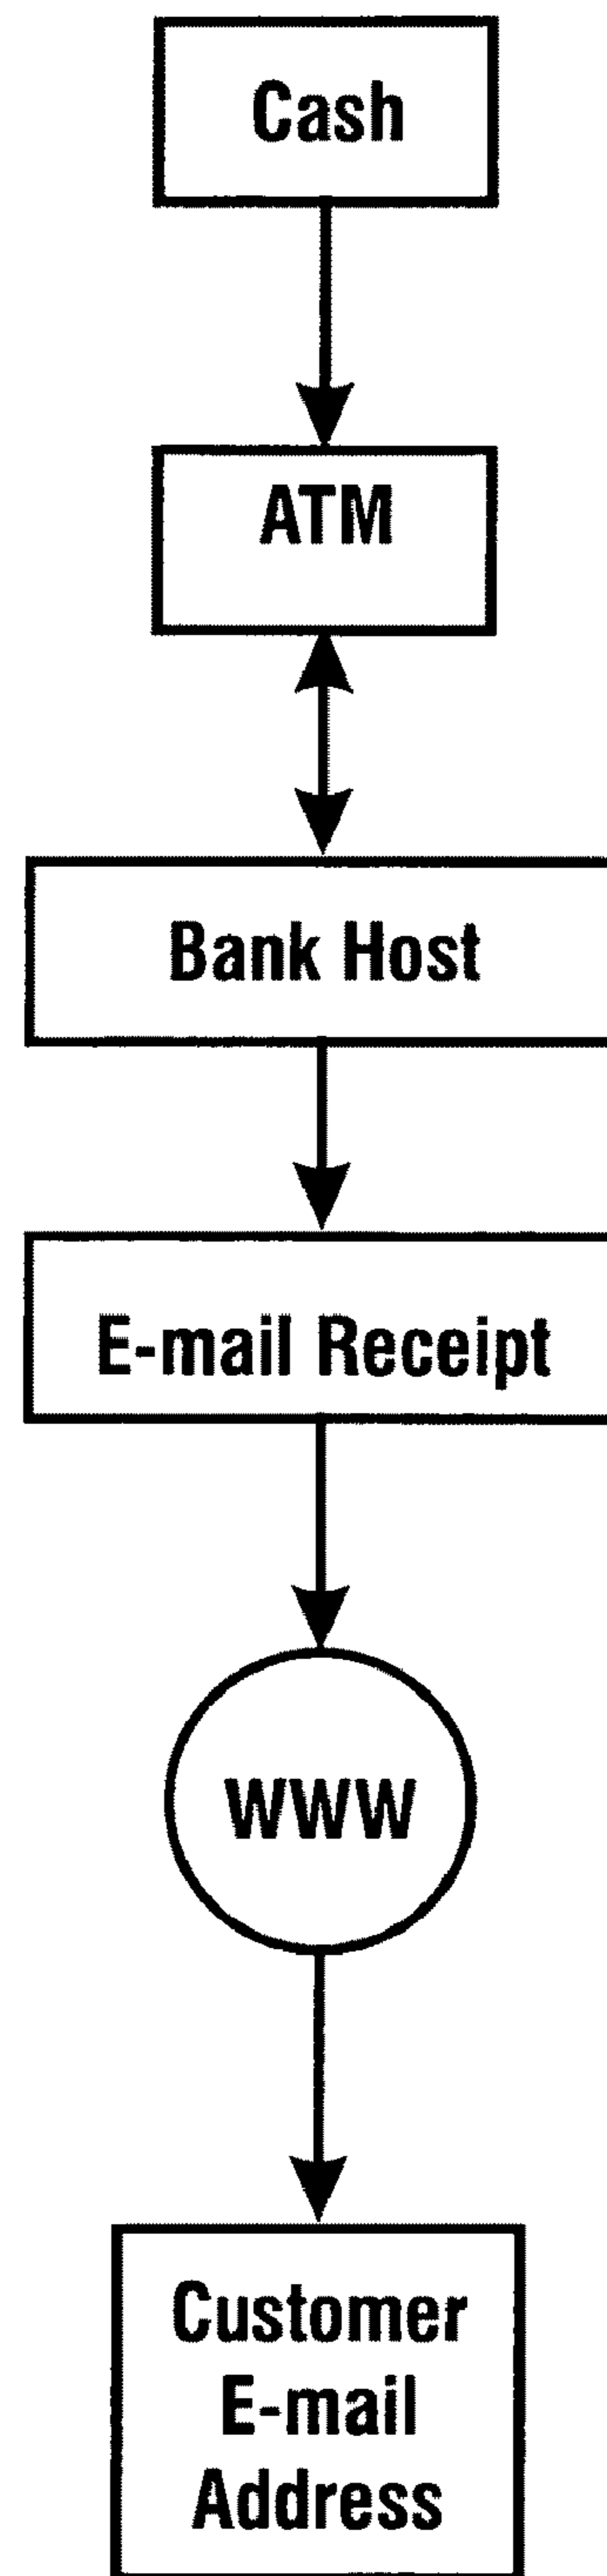 Cash
ATM
Bank Host
E-mail Receipt
WWW
Customer
E-mail
Address